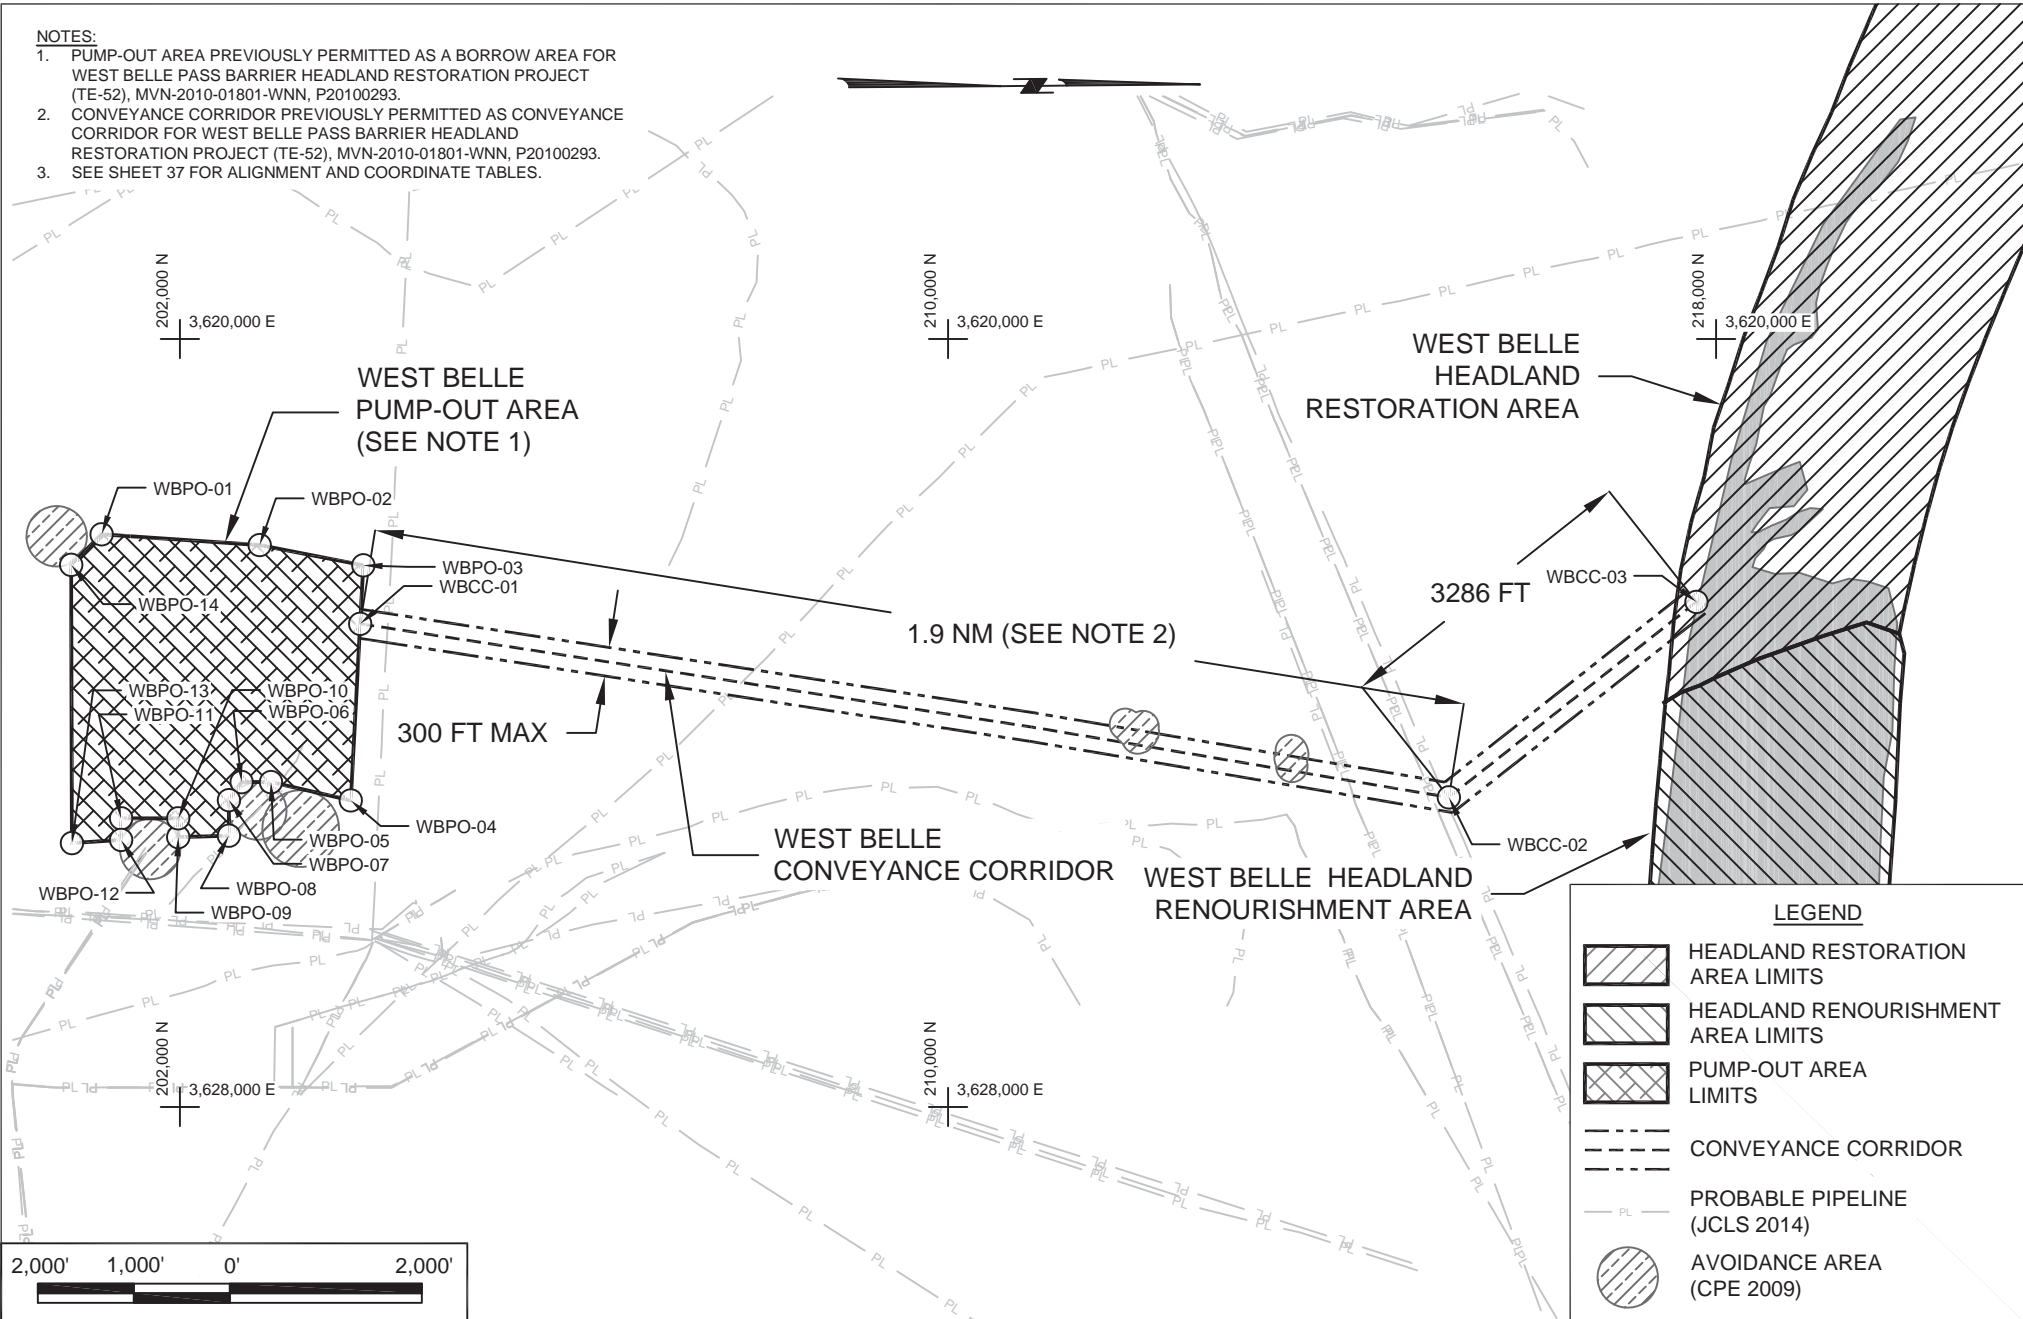 NOTES:
1. PUMP-OUT AREA PREVIOUSLY PERMITTED AS A BORROW AREA FOR
WEST BELLE PASS BARRIER HEADLAND RESTORATION PROJECT
(TE-52), MVN-2010-01801-WNN, P20100293.
2. CONVEYANCE CORRIDOR PREVIOUSLY PERMITTED AS CONVEYANCE
CORRIDOR FOR WEST BELLE PASS BARRIER HEADLAND
RESTORATION PROJECT (TE-52), MVN-2010-01801-WNN, P20100293.
3. SEE SHEET 37 FOR ALIGNMENT AND COORDINATE TABLES.
202,000 N
3,620,000 E
210,000 N
3,620,000 E
218,000 N
3,620,000 E
WEST BELLE
PUMP-OUT AREA
(SEE NOTE 1)
WEST BELLE
HEADLAND
RESTORATION AREA
WBPO-01
WBPO-02
WBPO-03
WBCC-01
WBPO-14
WBCC-03
3286 FT
1.9 NM (SEE NOTE 2)
WBPO-13
WBPO-10
WBPO-11
WBPO-06
300 FT MAX
WBPO-04
WBPO-05
WBPO-07
WBPO-08
WBPO-12
WBPO-09
WEST BELLE
CONVEYANCE CORRIDOR
WBCC-02
WEST BELLE HEADLAND
RENOURISHMENT AREA
202,000 N
3,628,000 E
210,000 N
3,628,000 E
LEGEND
HEADLAND RESTORATION
AREA LIMITS
HEADLAND RENOURISHMENT
AREA LIMITS
PUMP-OUT AREA
LIMITS
CONVEYANCE CORRIDOR
PL
PROBABLE PIPELINE
(JCLS 2014)
AVOIDANCE AREA
(CPE 2009)
2,000' 1,000' 0' 2,000'